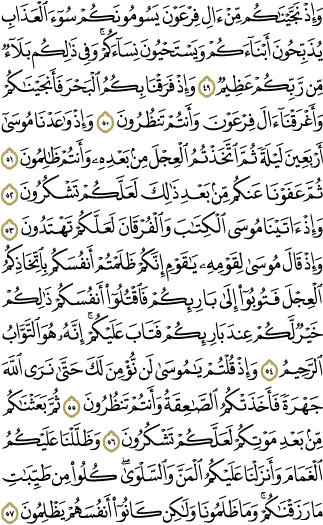 وَإِذْ نَجَّيْنَٰكُم مِّنْ ءَالِ فِرْعَوْنَ يَسُومُونَكُمْ سُوٓءَ ٱلْعَذَابِ
يُذَبِّحُونَ أَبْنَآءَكُمْ وَيَسْتَحْيُونَ نِسَآءَكُمْ ۚ وَفِى ذَٰلِكُم بَلَآءٌ
مِّن رَّبِّكُمْ عَظِيمٌ ٤٩ وَإِذْ فَرَقْنَا بِكُمُ ٱلْبَحْرَ فَأَنجَيْنَٰكُمْ
وَأَغْرَقْنَآ ءَالَ فِرْعَوْنَ وَأَنتُمْ تَنظُرُونَ ٥٠ وَإِذْ وَٰعَدْنَا مُوسَىٰٓ
أَرْبَعِينَ لَيْلَةً ثُمَّ ٱتَّخَذْتُمُ ٱلْعِجْلَ مِنۢ بَعْدِهِۦ وَأَنتُمْ ظَٰلِمُونَ ٥١
ثُمَّ عَفَوْنَا عَنكُم مِّنۢ بَعْدِ ذَٰلِكَ لَعَلَّكُمْ تَشْكُرُونَ ٥٢
وَإِذْ ءَاتَيْنَا مُوسَى ٱلْكِتَٰبَ وَٱلْفُرْقَانَ لَعَلَّكُمْ تَهْتَدُونَ ٥٣
وَإِذْ قَالَ مُوسَىٰ لِقَوْمِهِۦ يَٰقَوْمِ إِنَّكُمْ ظَلَمْتُمْ أَنفُسَكُم بِٱتِّخَاذِكُمُ
ٱلْعِجْلَ فَتُوبُوٓا۟ إِلَىٰ بَارِئِكُمْ فَٱقْتُلُوٓا۟ أَنفُسَكُمْ ذَٰلِكُمْ
خَيْرٌ لَّكُمْ عِندَ بَارِئِكُمْ فَتَابَ عَلَيْكُمْ ۚ إِنَّهُۥ هُوَ ٱلتَّوَّابُ
ٱلرَّحِيمُ ٥٤ وَإِذْ قُلْتُمْ يَٰمُوسَىٰ لَن نُّؤْمِنَ لَكَ حَتَّىٰ نَرَى ٱللَّهَ
جَهْرَةً فَأَخَذَتْكُمُ ٱلصَّٰعِقَةُ وَأَنتُمْ تَنظُرُونَ ٥٥ ثُمَّ بَعَثْنَٰكُم
مِّنۢ بَعْدِ مَوْتِكُمْ لَعَلَّكُمْ تَشْكُرُونَ ٥٦ وَظَلَّلْنَا عَلَيْكُمُ
ٱلْغَمَامَ وَأَنزَلْنَا عَلَيْكُمُ ٱلْمَنَّ وَٱلسَّلْوَىٰ ۖ كُلُوا۟ مِن طَيِّبَٰتِ
مَا رَزَقْنَٰكُمْ ۖ وَمَا ظَلَمُونَا وَلَٰكِن كَانُوٓا۟ أَنفُسَهُمْ يَظْلِمُونَ ٥٧